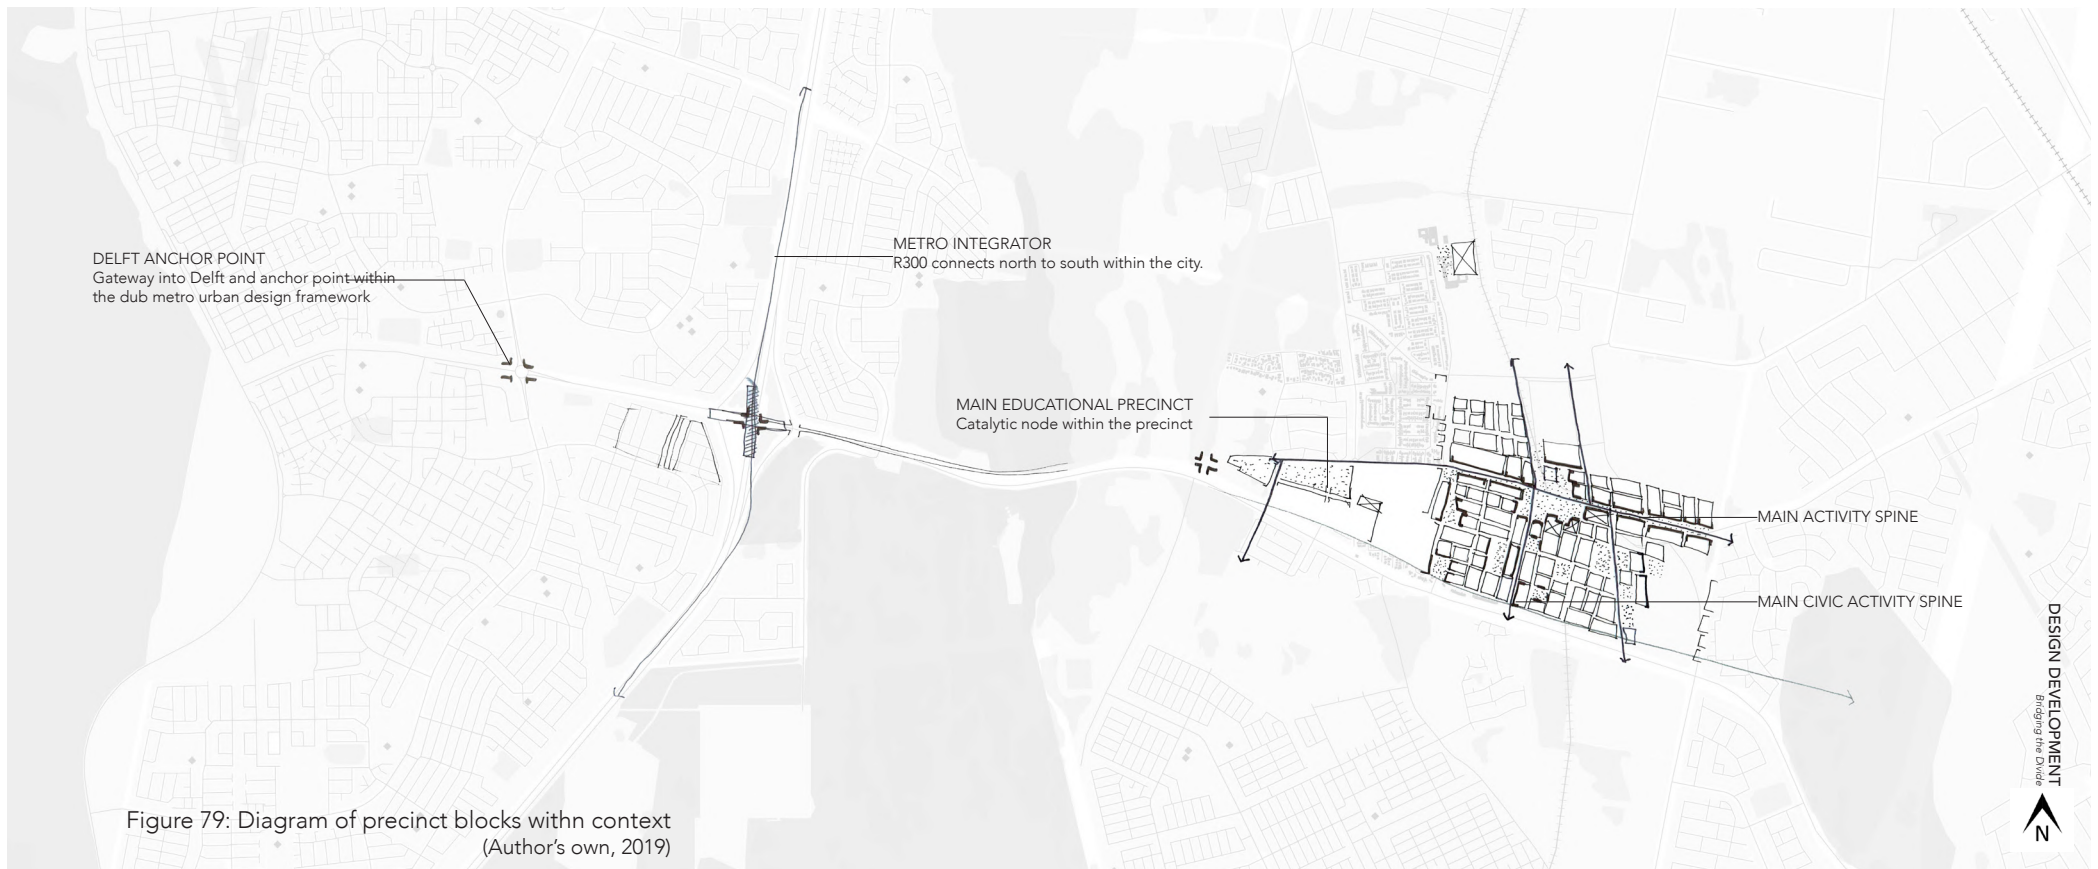 DELFT ANCHOR POINT
Gateway into Delft and anchor point within
the dub metro urban design framework
METRO INTEGRATOR
R300 connects north to south within the city.
MAIN EDUCATIONAL PRECINCT
Catalytic node within the precinct
MAIN ACTIVITY SPINE
MAIN CIVIC ACTIVITY SPINE
DESIGN DEVELOPMENT
Bridging the Divide
N
Figure 79: Diagram of precinct blocks withn context
(Author's own, 2019)